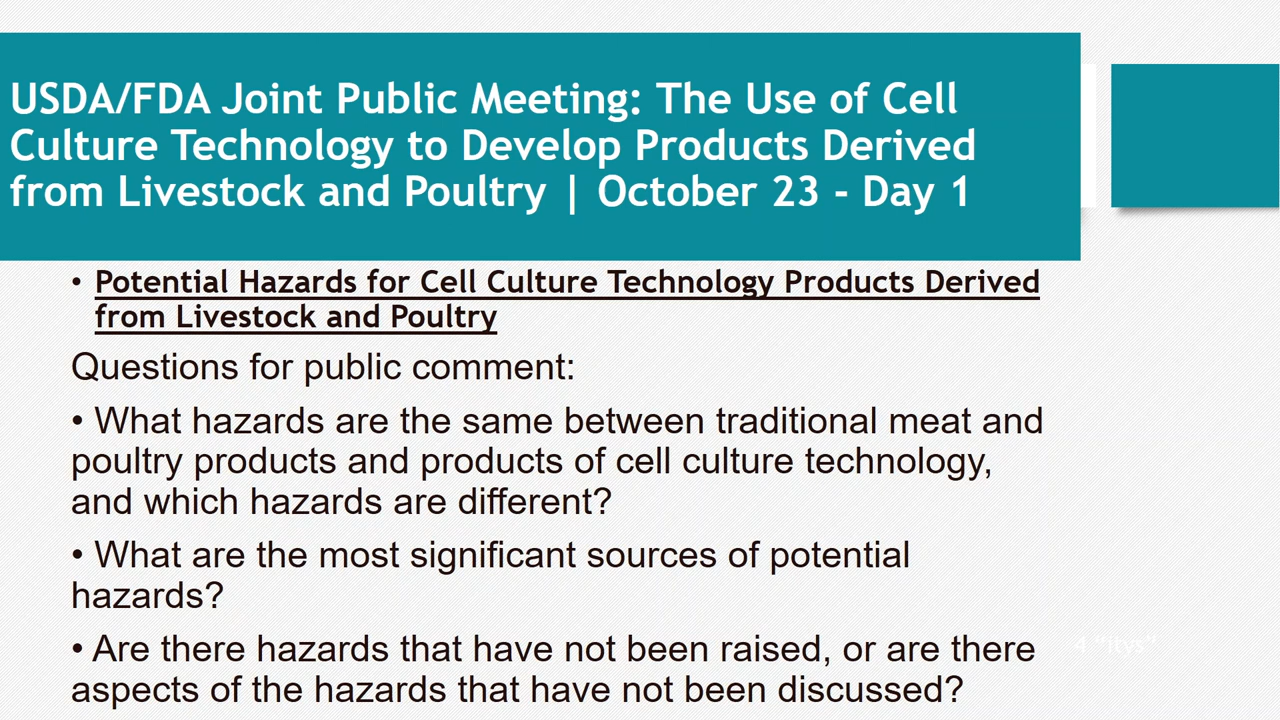 USDA/FDA Joint Public Meeting: The Use of Cell
Culture Technology to Develop Products Derived
from Livestock and Poultry | October 23 - Day 1
• Potential Hazards for Cell Culture Technology Products Derived
from Livestock and Poultry
Questions for public comment:
• What hazards are the same between traditional meat and
poultry products and products of cell culture technology,
and which hazards are different?
• What are the most significant sources of potential
hazards?
• Are there hazards that have not been raised, or are there
aspects of the hazards that have not been discussed?
4 "itys"